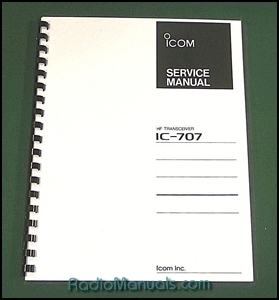 ICOM
SERVICE
MANUAL
HF TRANSCEIVER
IC-707
Icom Inc.
RadioManuals.com